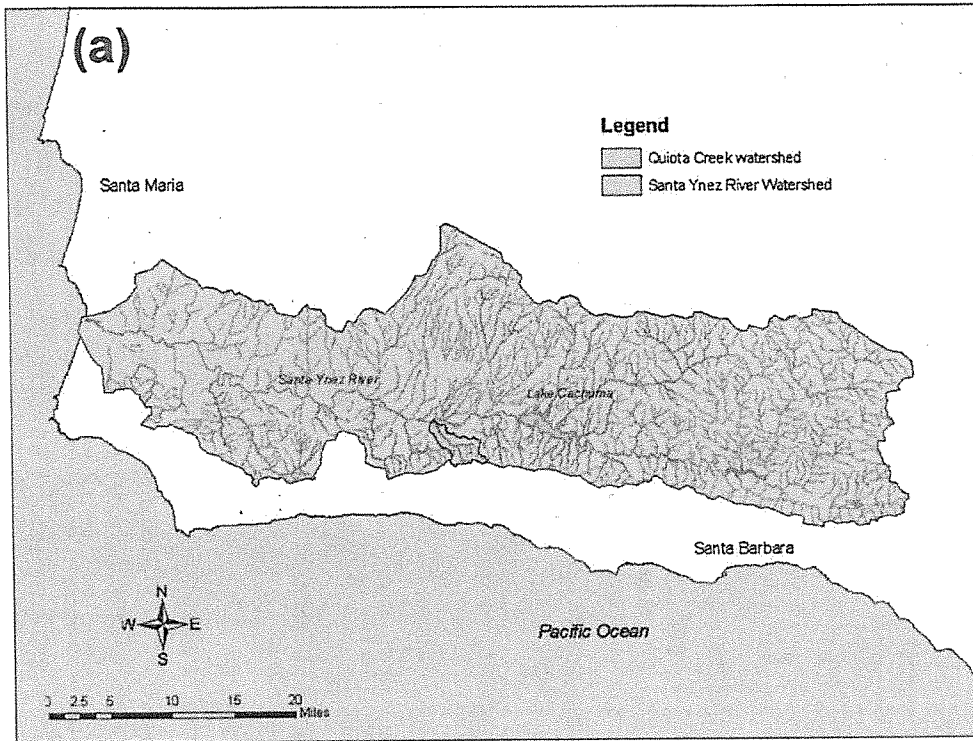 (a)
Legend
Quiota Creek watershed
Santa Ynez River Watershed
Santa Maria
Santa Ynez River
Lake Cachuma
Santa Barbara
Pacific Ocean
N
W E
S
0 2.5 5 10 15 20
Miles